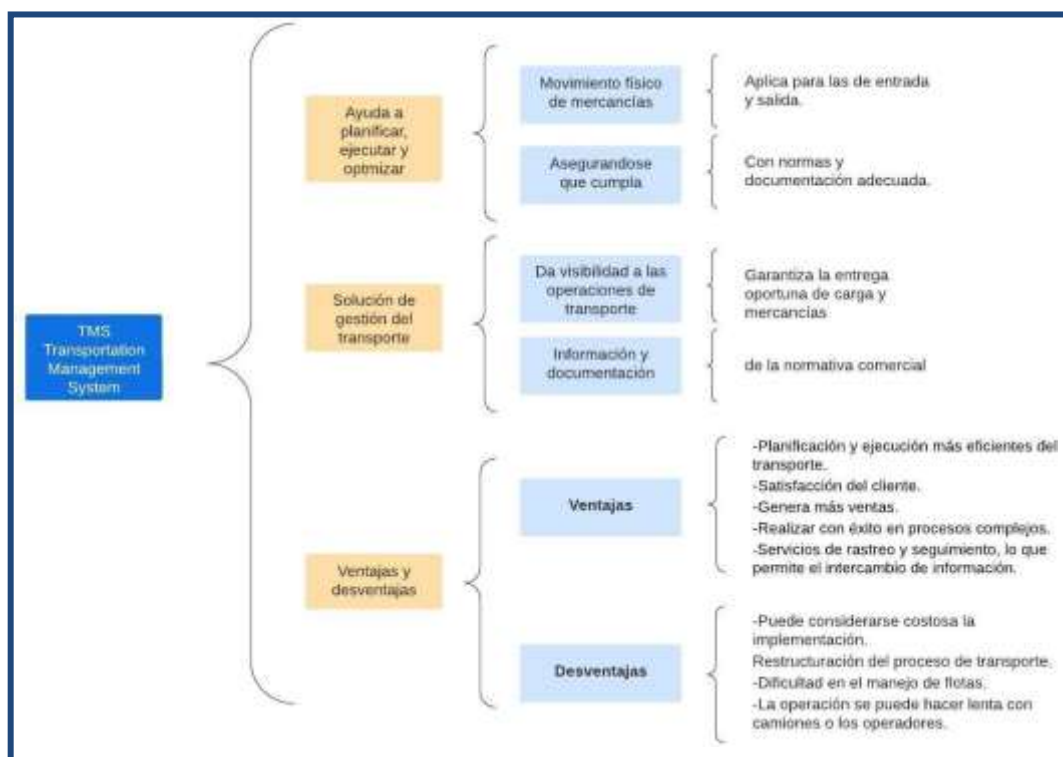 TMS
Transportation
Management
System
Ayuda a
planificar,
ejecutar y
optmizar
Movimiento físico
de mercancías
Aplica para las de entrada
y salida.
Asegurandose
que cumpla
Con normas y
documentación adecuada.
Solución de
gestión del
transporte
Da visibilidad a las
operaciones de
transporte
Garantiza la entrega
oportuna de carga y
mercancías
Información y
documentación
de la normativa comercial
Ventajas y
desventajas
Ventajas
-Planificación y ejecución más eficientes del
transporte.
-Satisfacción del cliente.
-Genera más ventas.
-Realizar con éxito en procesos complejos.
-Servicios de rastreo y seguimiento, lo que
permite el intercambio de información.
Desventajas
-Puede considerarse costosa la
implementación.
Restructuración del proceso de transporte.
-Dificultad en el manejo de flotas.
-La operación se puede hacer lenta con
camiones o los operadores.